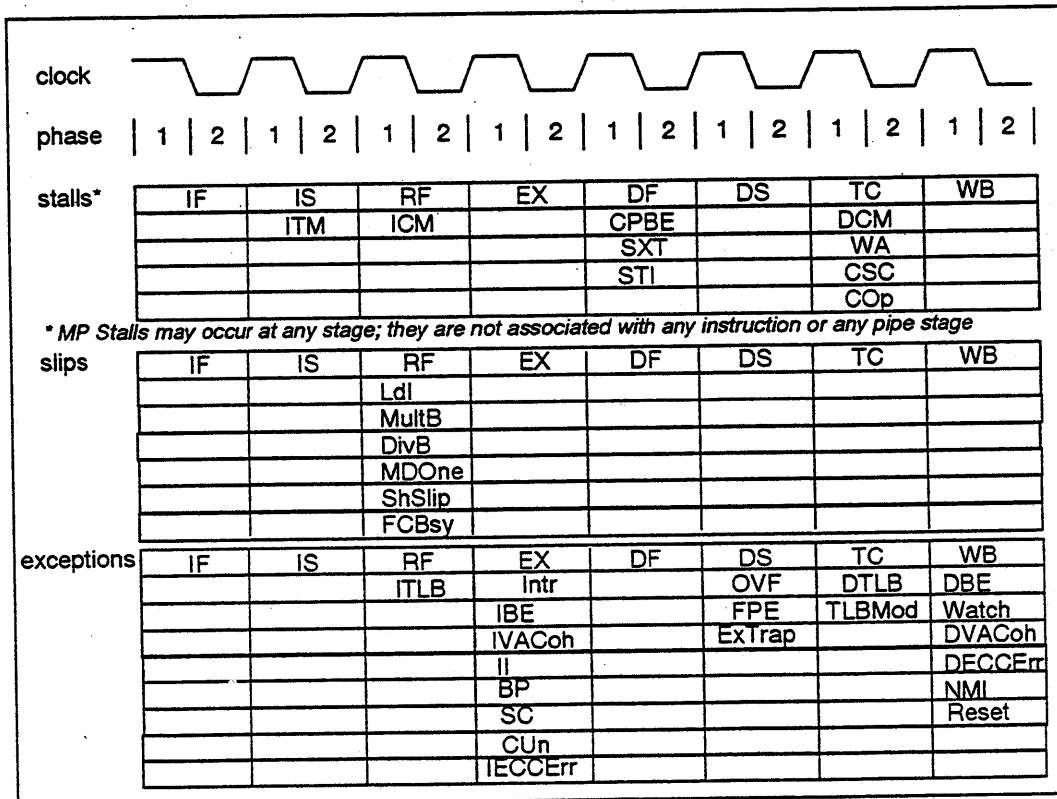 clock
phase 1 2 1 2 1 2 1 2 1 2 1 2 1 2 1 2
stalls* IF IS RF EX DF DS TC WB
ITM ICM CPBE DCM
SXT WA
STI CSC
COp
* MP Stalls may occur at any stage; they are not associated with any instruction or any pipe stage
slips IF IS RF EX DF DS TC WB
LdI
MultB
DivB
MDOne
ShSlip
FCBsy
exceptions IF IS RF EX DF DS TC WB
ITLB Intr OVF DTLB DBE
IBE FPE TLBMod Watch
IVACoh ExTrap DVACoh
II DECCErr
BP NMI
SC Reset
CUn
IECCErr